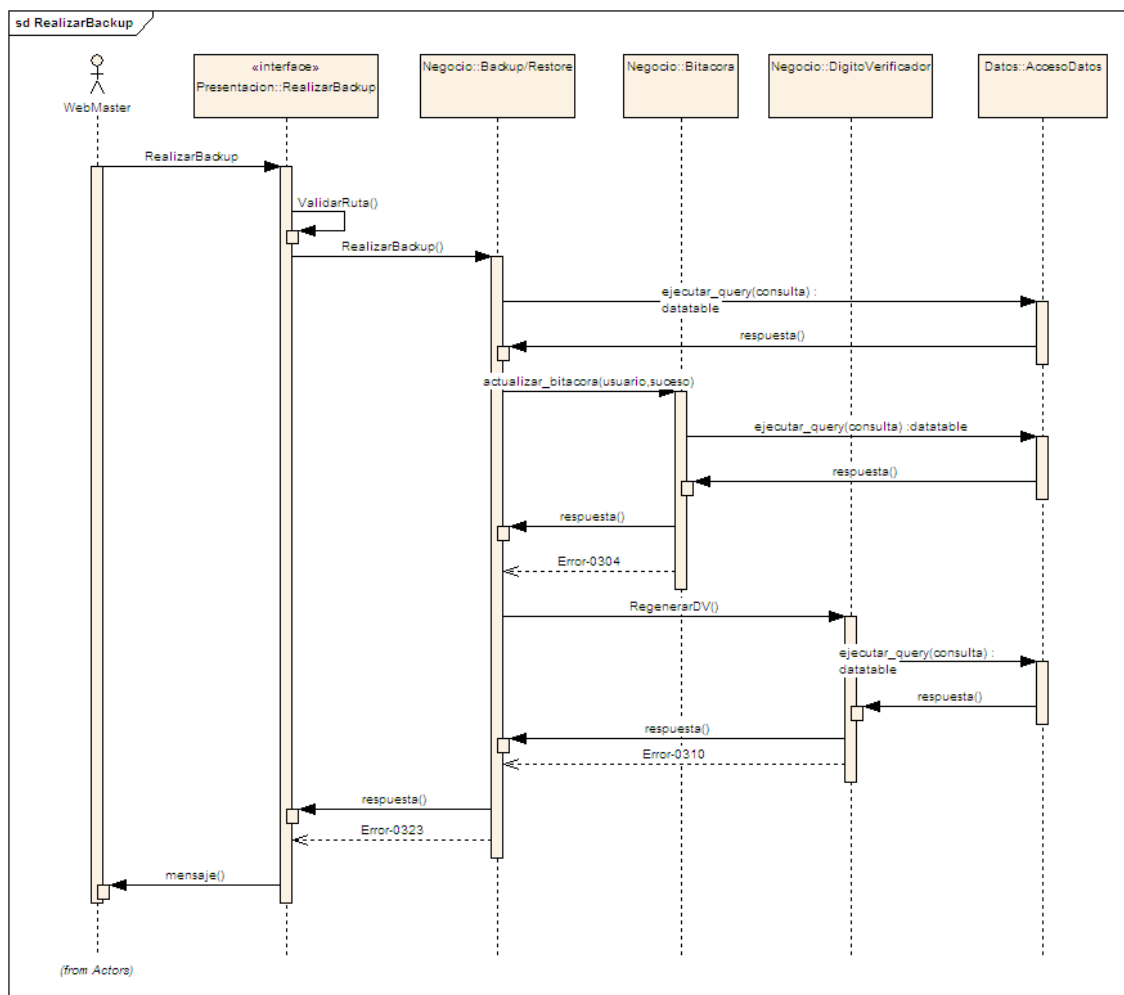 sd RealizarBackup
WebMaster
«interface»
Presentacion::RealizarBackup
Negocio::Backup/Restore
Negocio::Bitacora
Negocio::DigitoVerificador
Datos::AccesoDatos
RealizarBackup
ValidarRuta()
RealizarBackup()
ejecutar_query(consulta) :
datatable
respuesta()
actualizar_bitacora(usuario,suceso)
ejecutar_query(consulta) :datatable
respuesta()
respuesta()
Error-0304
RegenerarDV()
ejecutar_query(consulta) :
datatable
respuesta()
respuesta()
Error-0310
respuesta()
Error-0323
mensaje()
(from Actors)